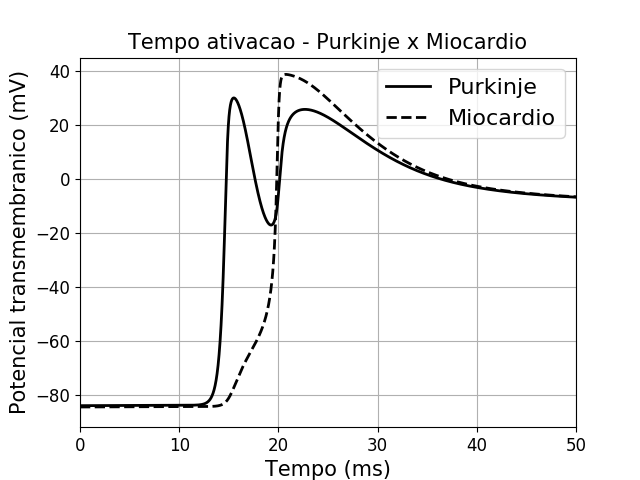 Tempo ativacao - Purkinje x Miocardio
Purkinje
Miocardio
Potencial transmembranico (mV)
40
20
0
−20
−40
−60
−80
0 10 20 30 40 50
Tempo (ms)